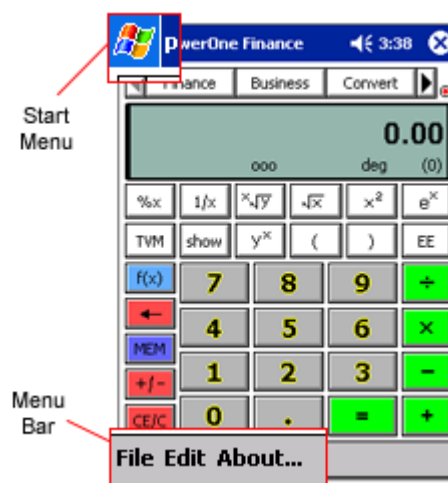 powerOne Finance 3:38
Finance Business Convert
Start
Menu
0.00
ooo deg (0)
%x 1/x ˣ√y √x x² eˣ
TVM show yˣ ( ) EE
f(x) 7 8 9 ÷
← 4 5 6 ×
MEM
+/- 1 2 3 −
Menu
Bar
CE/C 0 . = +
File Edit About...